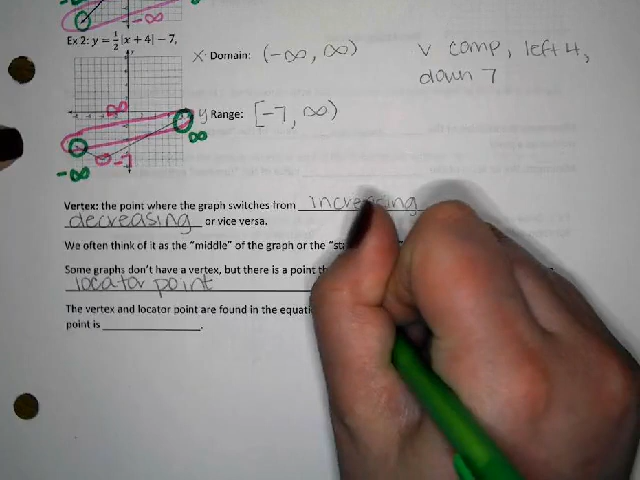 -∞
Ex 2: y = 1/2|x + 4| − 7,
x Domain: (-∞, ∞)
v comp, left 4,
down 7
∞
y Range: [-7, ∞)
∞
-7
-∞
Vertex: the point where the graph switches from increasing
decreasing or vice versa.
We often think of it as the "middle" of the graph or the
Some graphs don't have a vertex, but there is a point
locator point
The vertex and locator point are found in the
point is ____________.